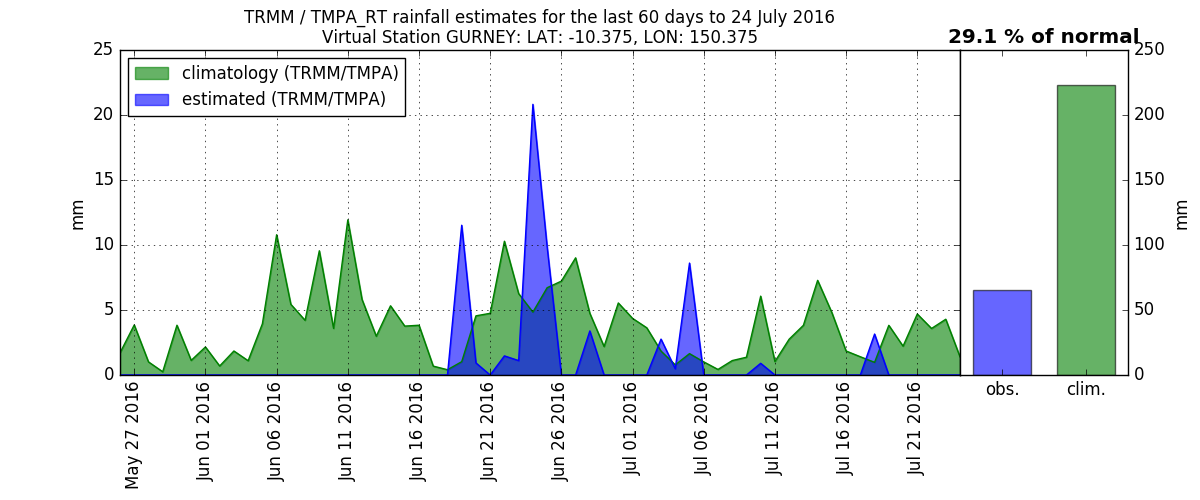 TRMM / TMPA_RT rainfall estimates for the last 60 days to 24 July 2016
Virtual Station GURNEY: LAT: -10.375, LON: 150.375
29.1 % of normal
climatology (TRMM/TMPA)
estimated (TRMM/TMPA)
mm
25
20
15
10
5
0
May 27 2016
Jun 01 2016
Jun 06 2016
Jun 11 2016
Jun 16 2016
Jun 21 2016
Jun 26 2016
Jul 01 2016
Jul 06 2016
Jul 11 2016
Jul 16 2016
Jul 21 2016
obs.
clim.
250
200
150
100
50
0
mm